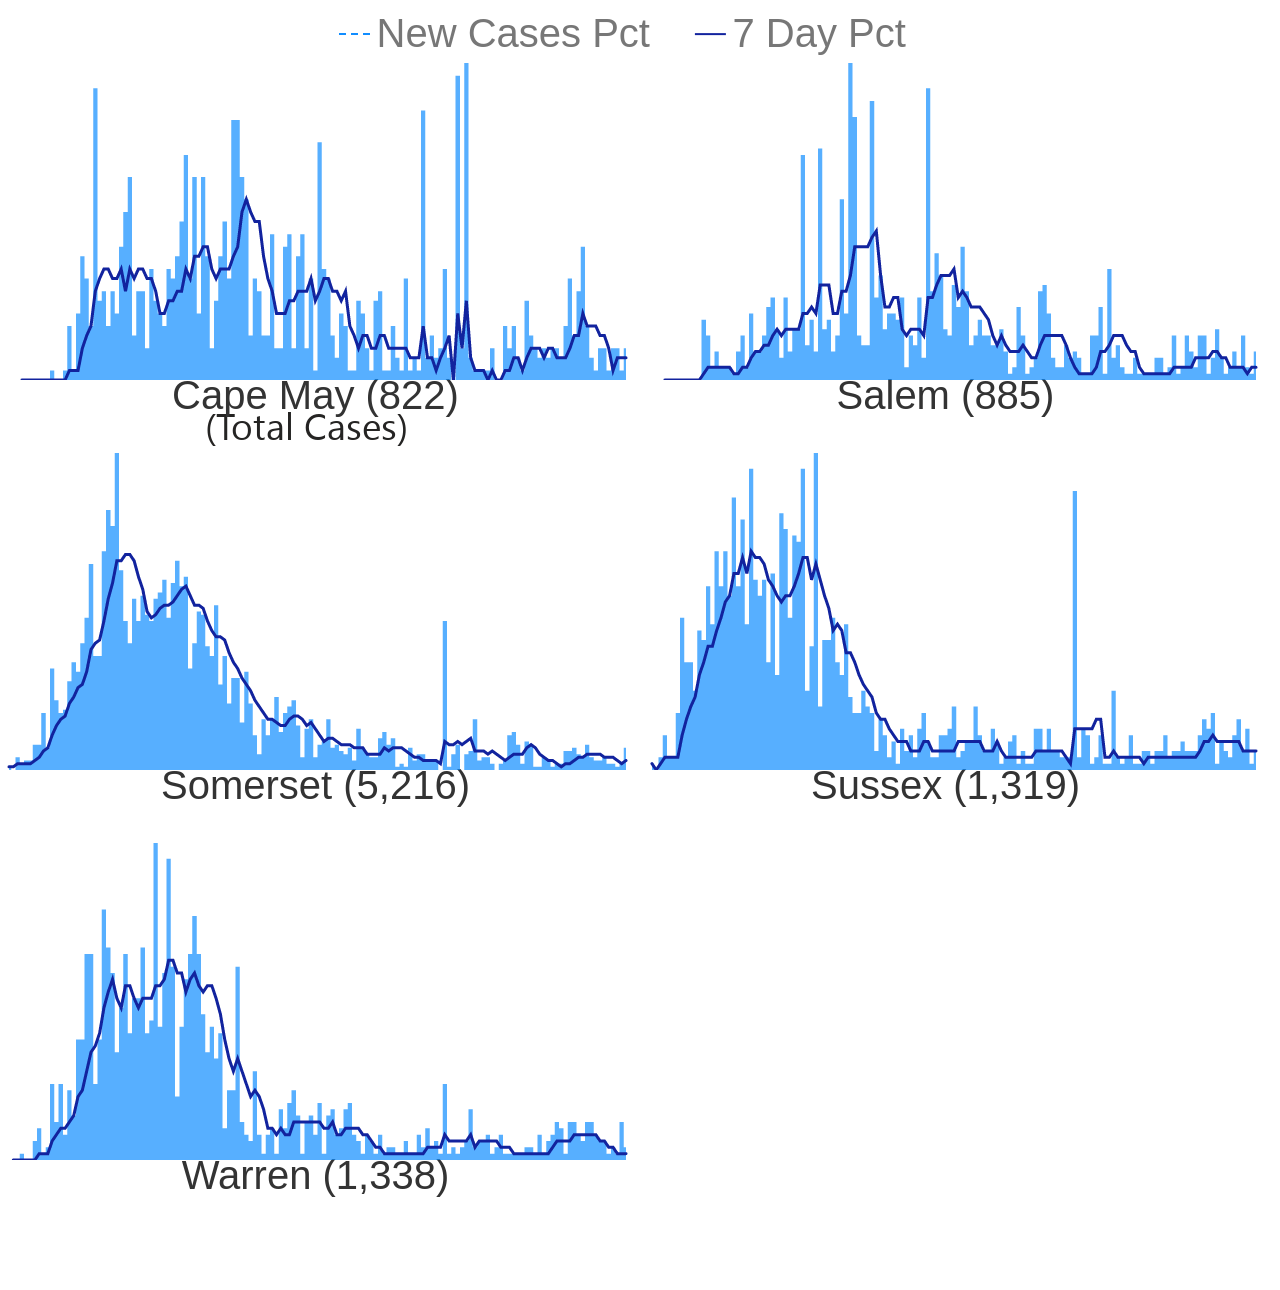 New Cases Pct 7 Day Pct
Cape May (822) Salem (885)
(Total Cases)
Somerset (5,216) Sussex (1,319)
Warren (1,338)